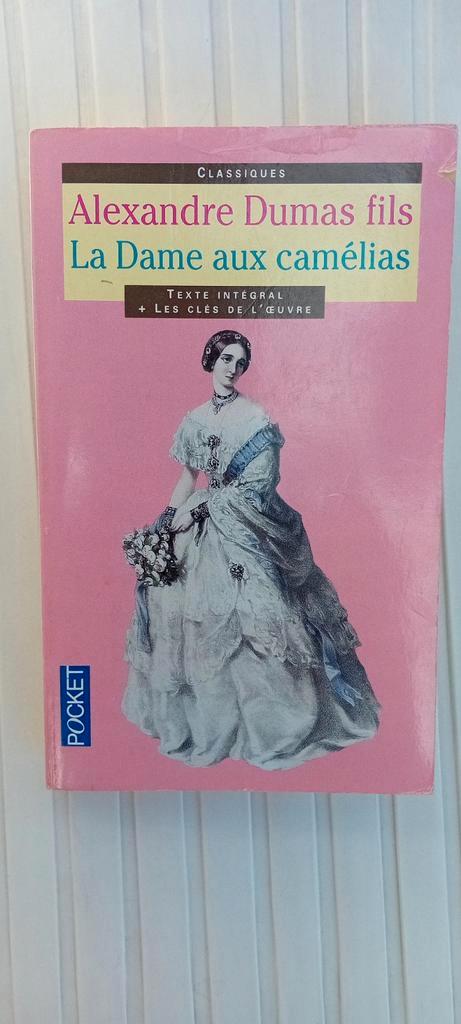 CLASSIQUES
Alexandre Dumas fils
La Dame aux camélias
TEXTE INTÉGRAL
+ LES CLÉS DE L'ŒUVRE
POCKET